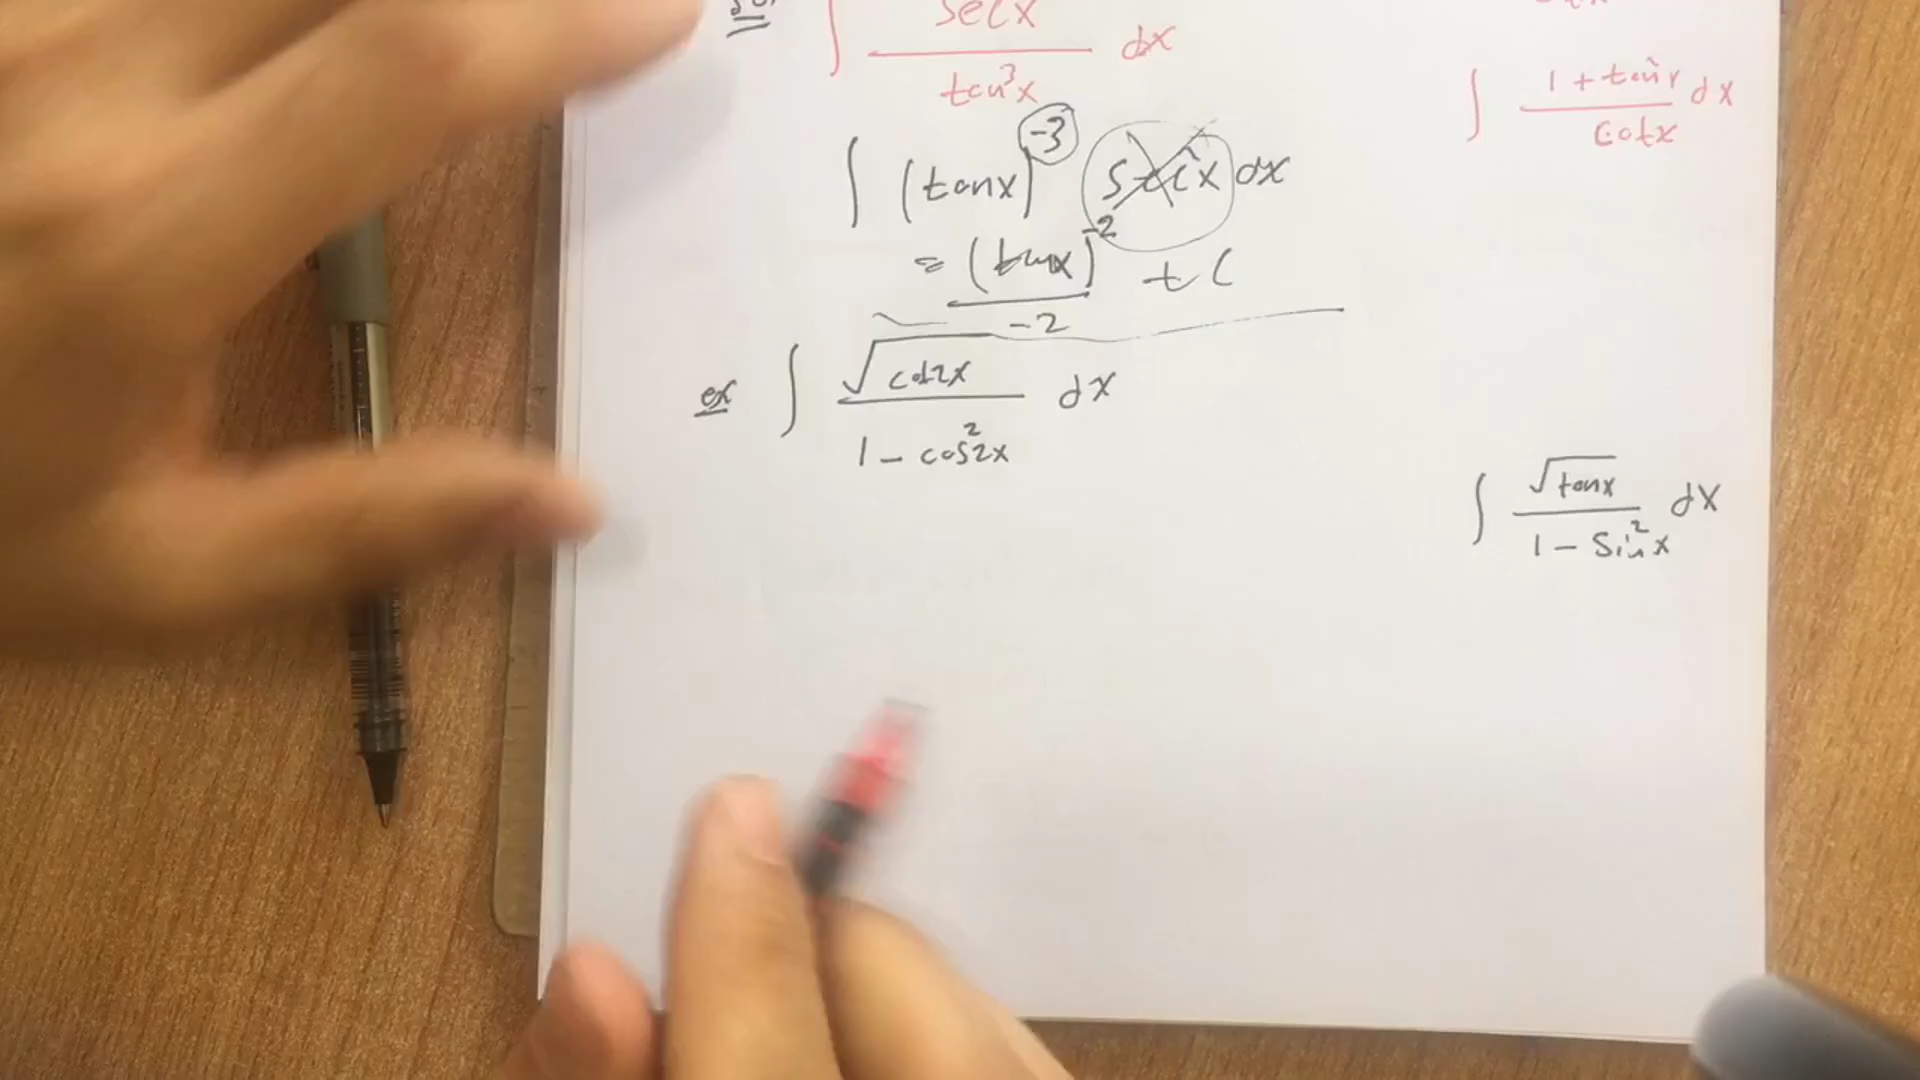 ∫ secx / tan³x dx
∫ (tanx)^-3 sec²x dx
= (tanx)^-2 / -2 + C
ex ∫ √cot2x / 1 - cos²2x dx
∫ 1 + tan²x / cotx dx
∫ √tanx / 1 - Sin²x dx